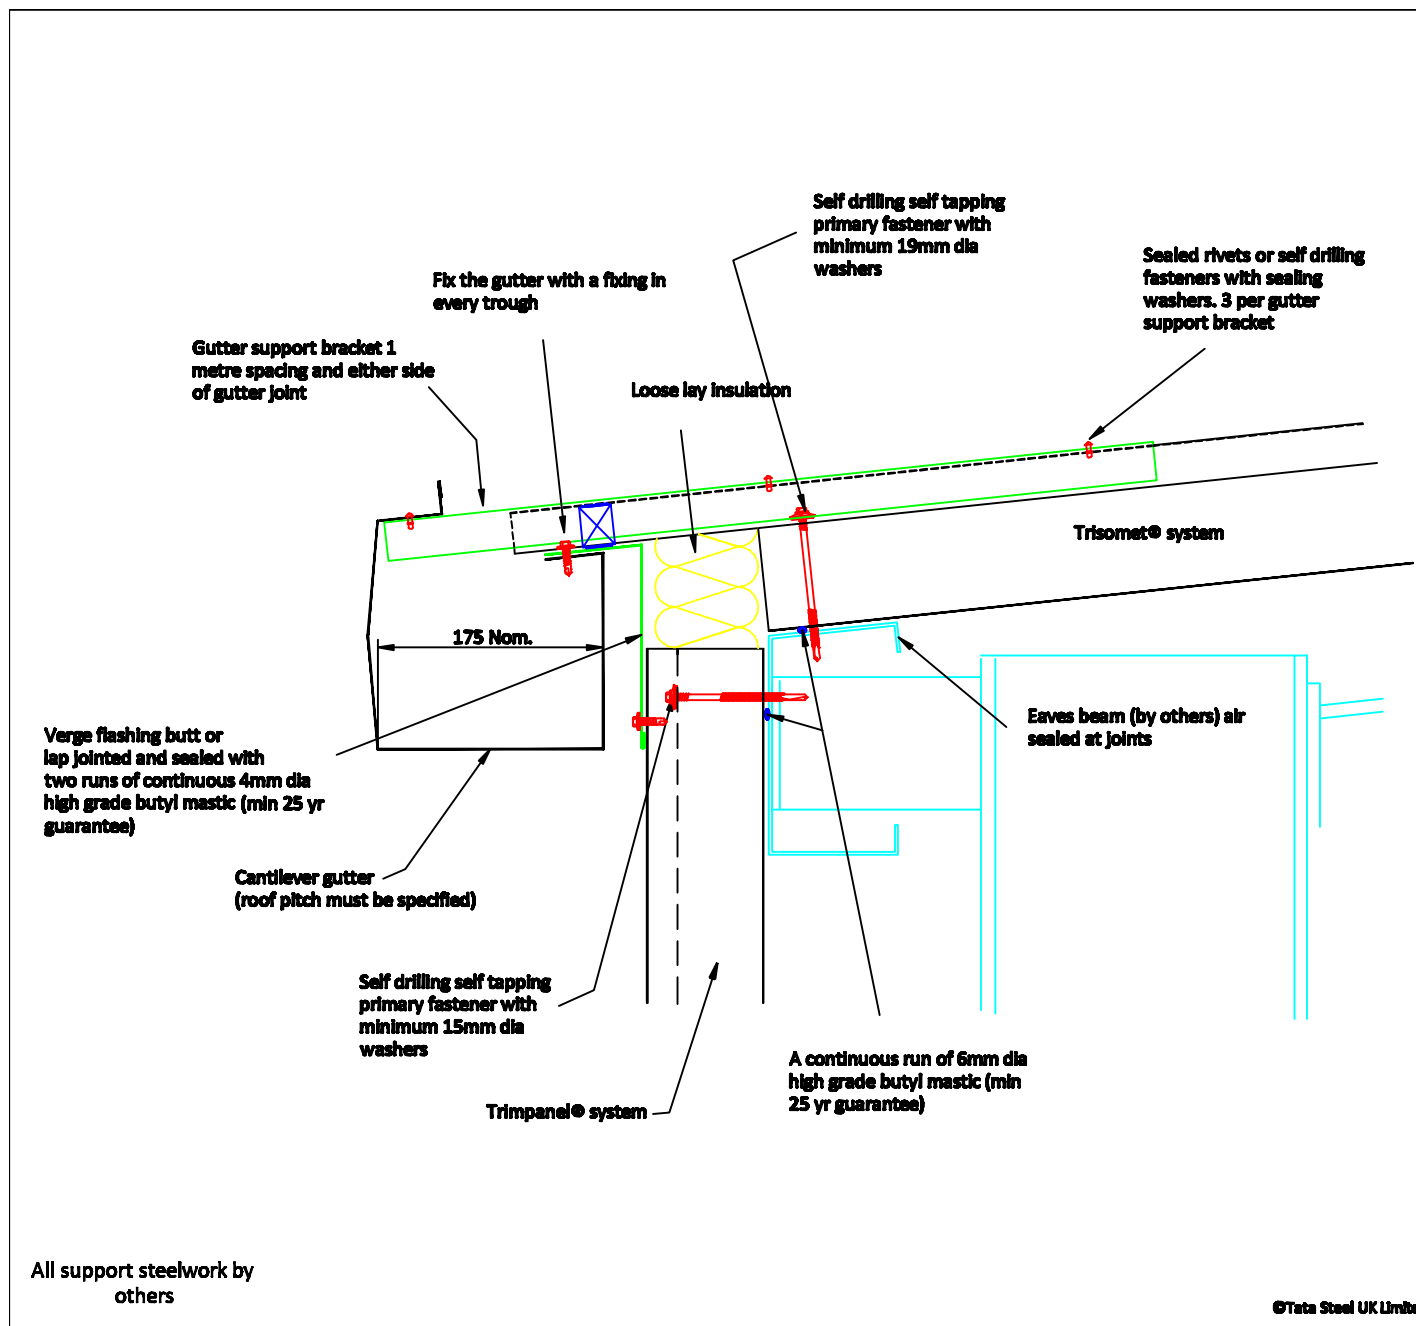 Self drilling self tapping
primary fastener with
minimum 19mm dia
washers
Sealed rivets or self drilling
fasteners with sealing
washers. 3 per gutter
support bracket
Fix the gutter with a fixing in
every trough
Gutter support bracket 1
metre spacing and either side
of gutter joint
Loose lay insulation
Trisomet® system
175 Nom.
Eaves beam (by others) air
sealed at joints
Verge flashing butt or
lap jointed and sealed with
two runs of continuous 4mm dia
high grade butyl mastic (min 25 yr
guarantee)
Cantilever gutter
(roof pitch must be specified)
Self drilling self tapping
primary fastener with
minimum 15mm dia
washers
A continuous run of 6mm dia
high grade butyl mastic (min
25 yr guarantee)
Trimpanel® system
All support steelwork by
others
©Tata Steel UK Limite